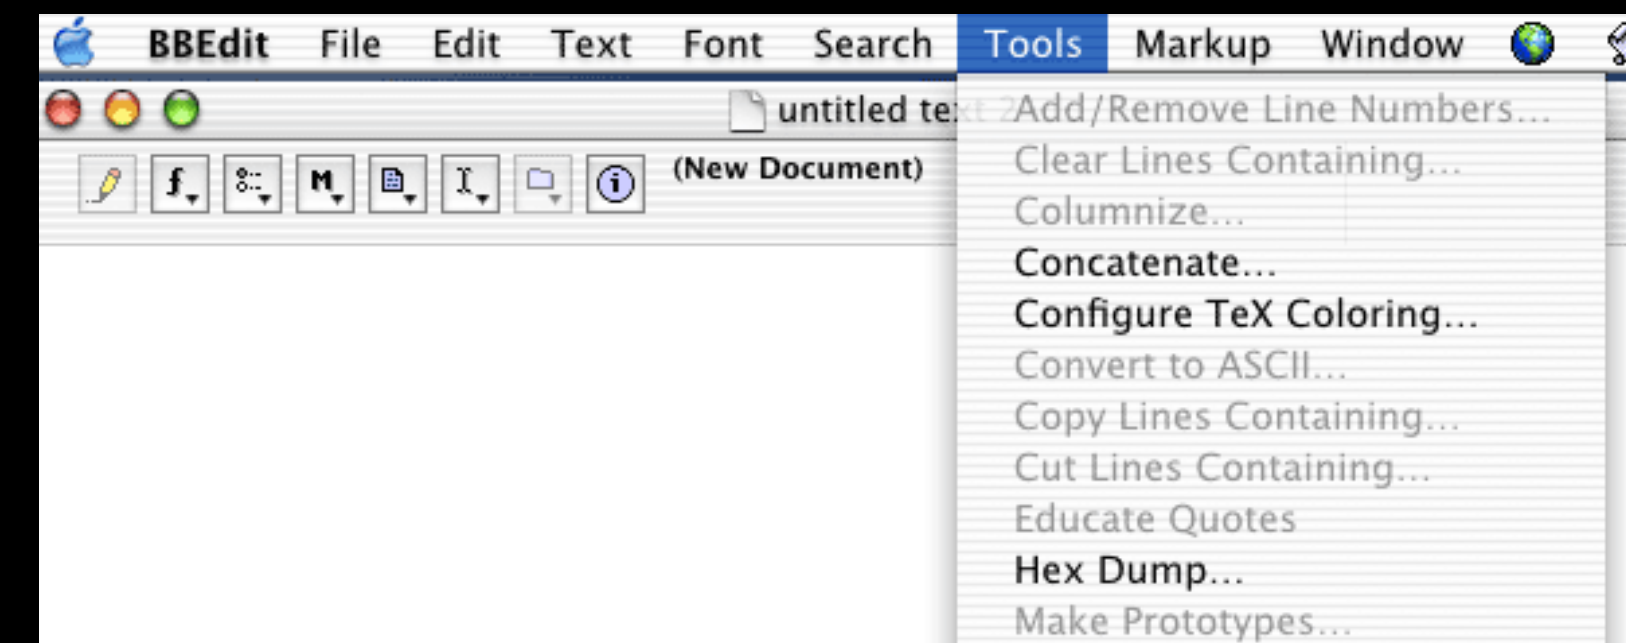 BBEdit File Edit Text Font Search Tools Markup Window
untitled text 2
(New Document)
Add/Remove Line Numbers...
Clear Lines Containing...
Columnize...
Concatenate...
Configure TeX Coloring...
Convert to ASCII...
Copy Lines Containing...
Cut Lines Containing...
Educate Quotes
Hex Dump...
Make Prototypes...